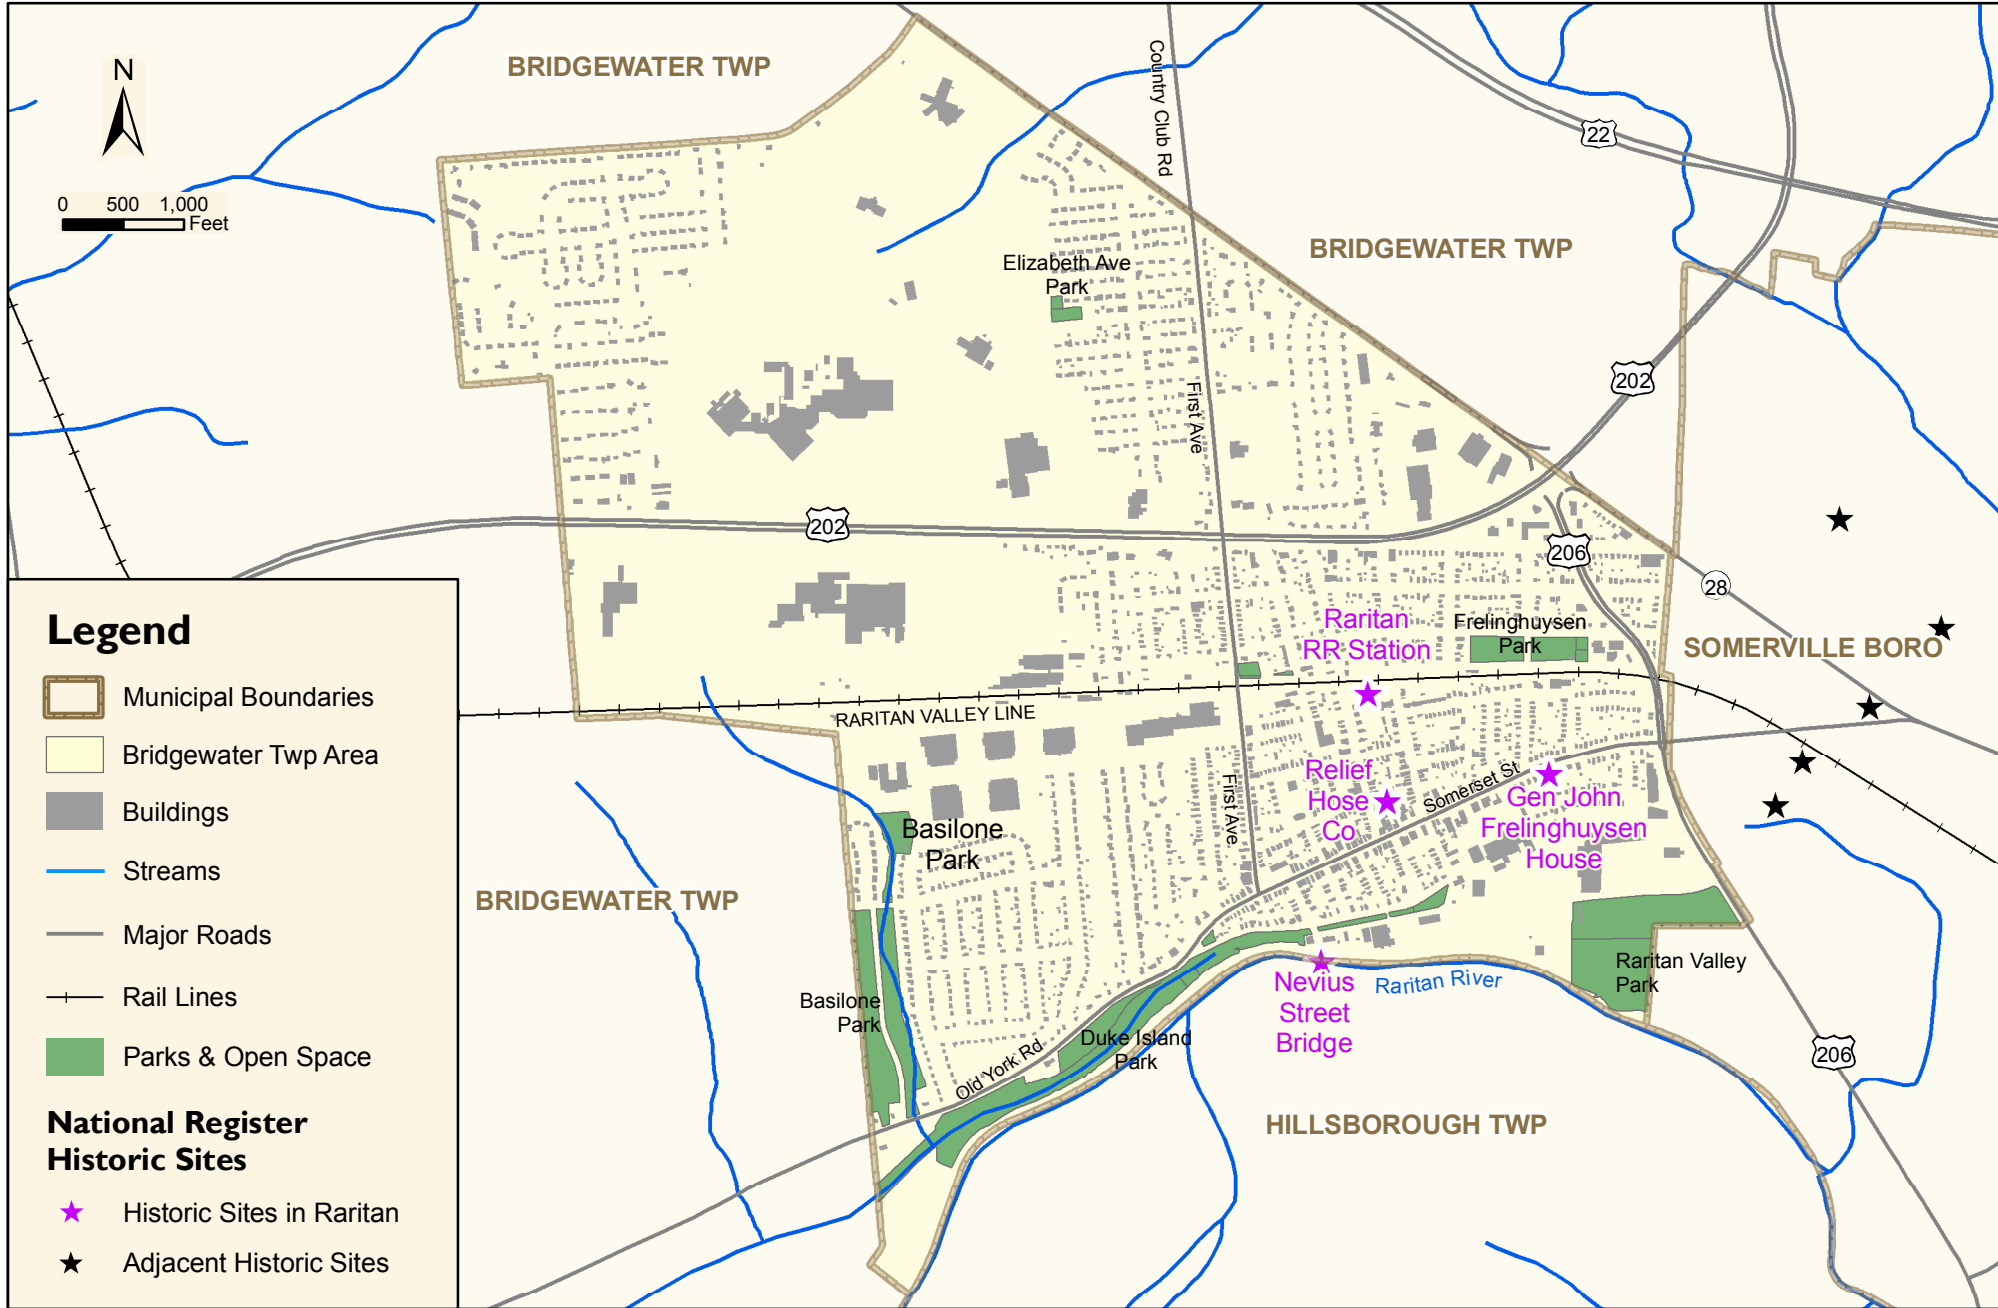 BRIDGEWATER TWP
N
0 500 1,000
Feet
Country Club Rd
22
BRIDGEWATER TWP
Elizabeth Ave
Park
202
First Ave
202
206
28
Raritan
RR Station
Frelinghuysen
Park
SOMERVILLE BORO
RARITAN VALLEY LINE
First Ave
Relief
Hose
Co
Somerset St
Gen John
Frelinghuysen
House
Basilone
Park
BRIDGEWATER TWP
Basilone
Park
Raritan Valley
Park
Nevius
Street
Bridge
Raritan River
Duke Island
Park
Old York Rd
206
HILLSBOROUGH TWP
Legend
Municipal Boundaries
Bridgewater Twp Area
Buildings
Streams
Major Roads
Rail Lines
Parks & Open Space
National Register
Historic Sites
Historic Sites in Raritan
Adjacent Historic Sites